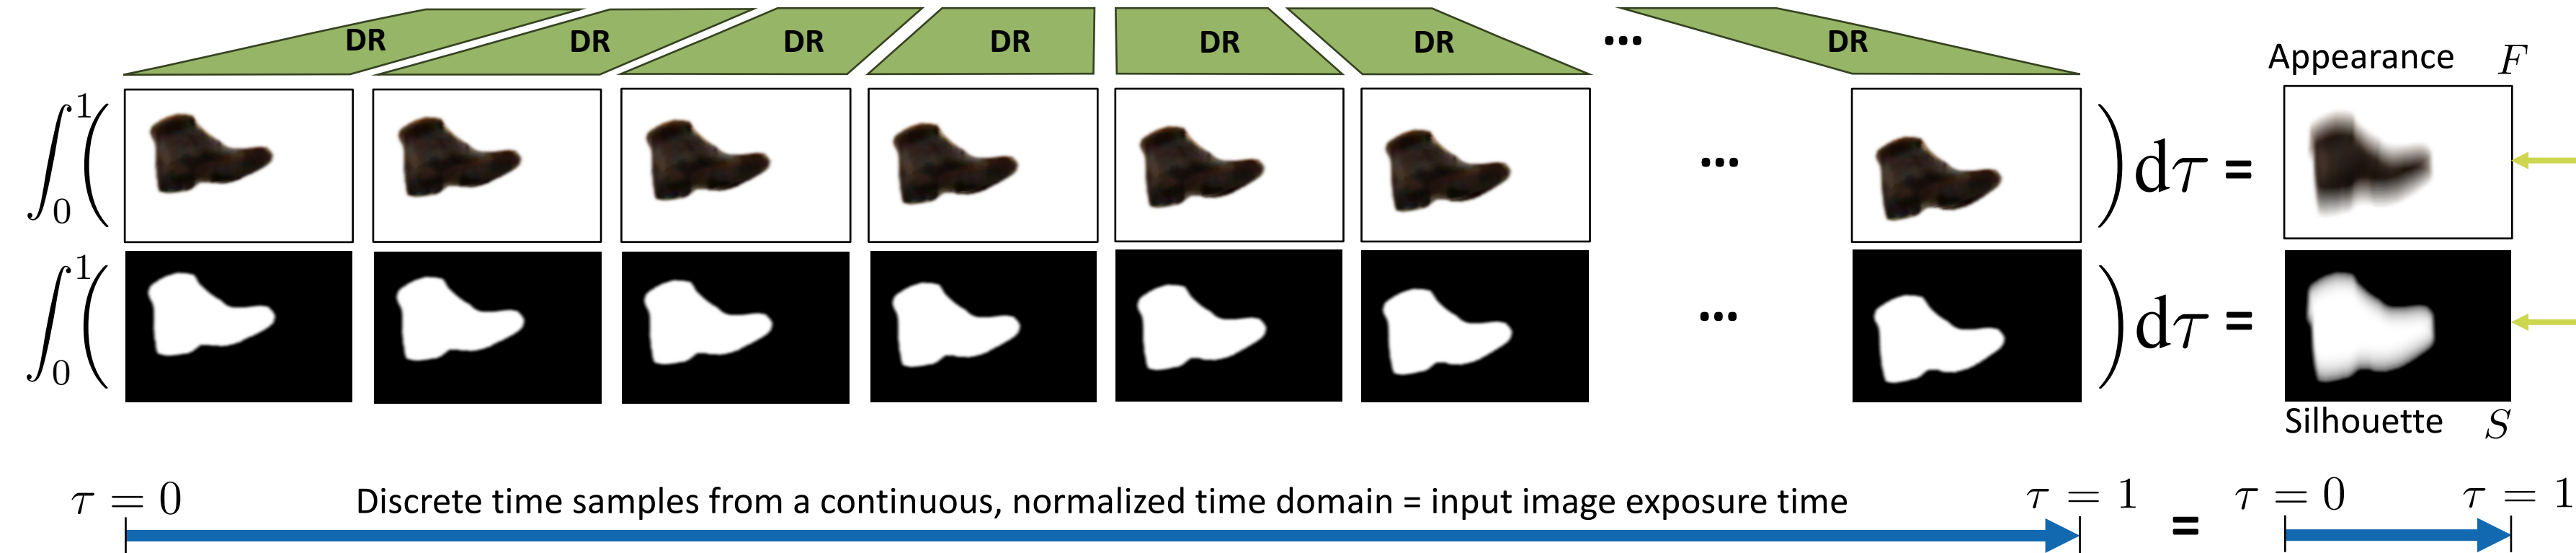 DR DR DR DR DR DR ... DR
Appearance F
∫₀¹( ... )dτ =
∫₀¹( ... )dτ =
Silhouette S
τ = 0 Discrete time samples from a continuous, normalized time domain = input image exposure time τ = 1 = τ = 0 τ = 1